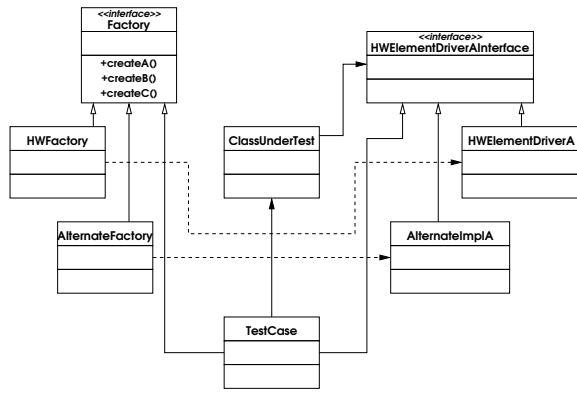 <<interface>>
Factory
+createA()
+createB()
+createC()
<<interface>>
HWElementDriverAInterface
HWFactory
ClassUnderTest
HWElementDriverA
AlternateFactory
AlternateImplA
TestCase